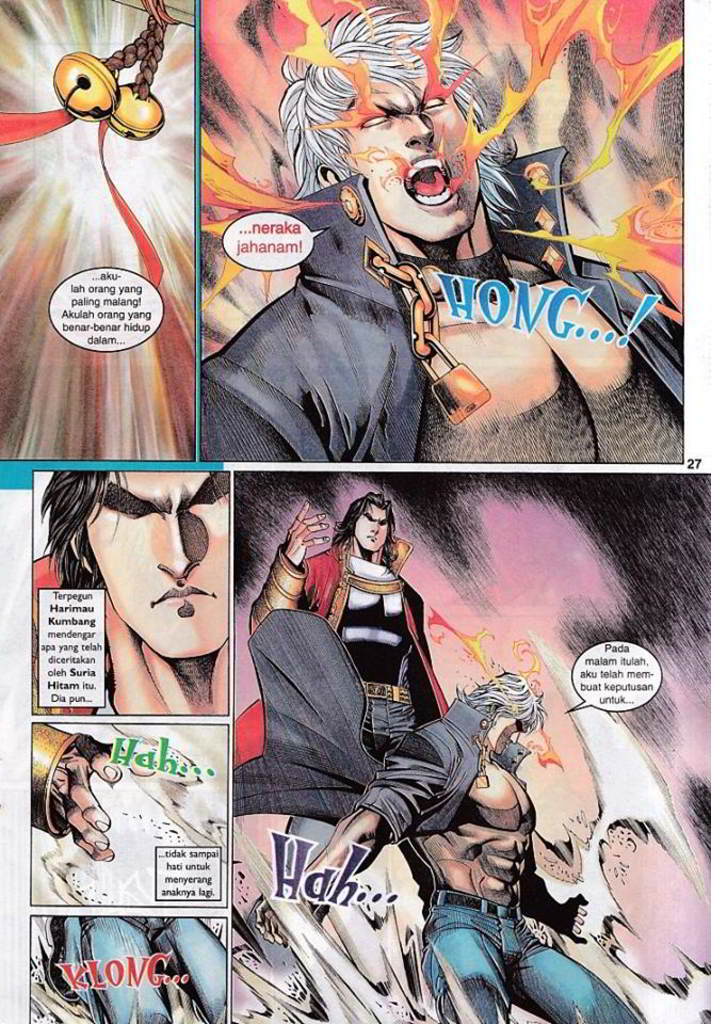 ...aku-
lah orang yang
paling malang!
Akulah orang yang
benar-benar hidup
dalam...
...neraka
jahanam!
HONG....!
27
Terpegun
Harimau
Kumbang
mendengar
apa yang telah
diceritakan
oleh Suria
Hitam itu.
Dia pun...
Hah...
...tidak sampai
hati untuk
menyerang
anaknya lagi.
KLONG...
Pada
malam itulah,
aku telah mem-
buat keputusan
untuk...
Hah...